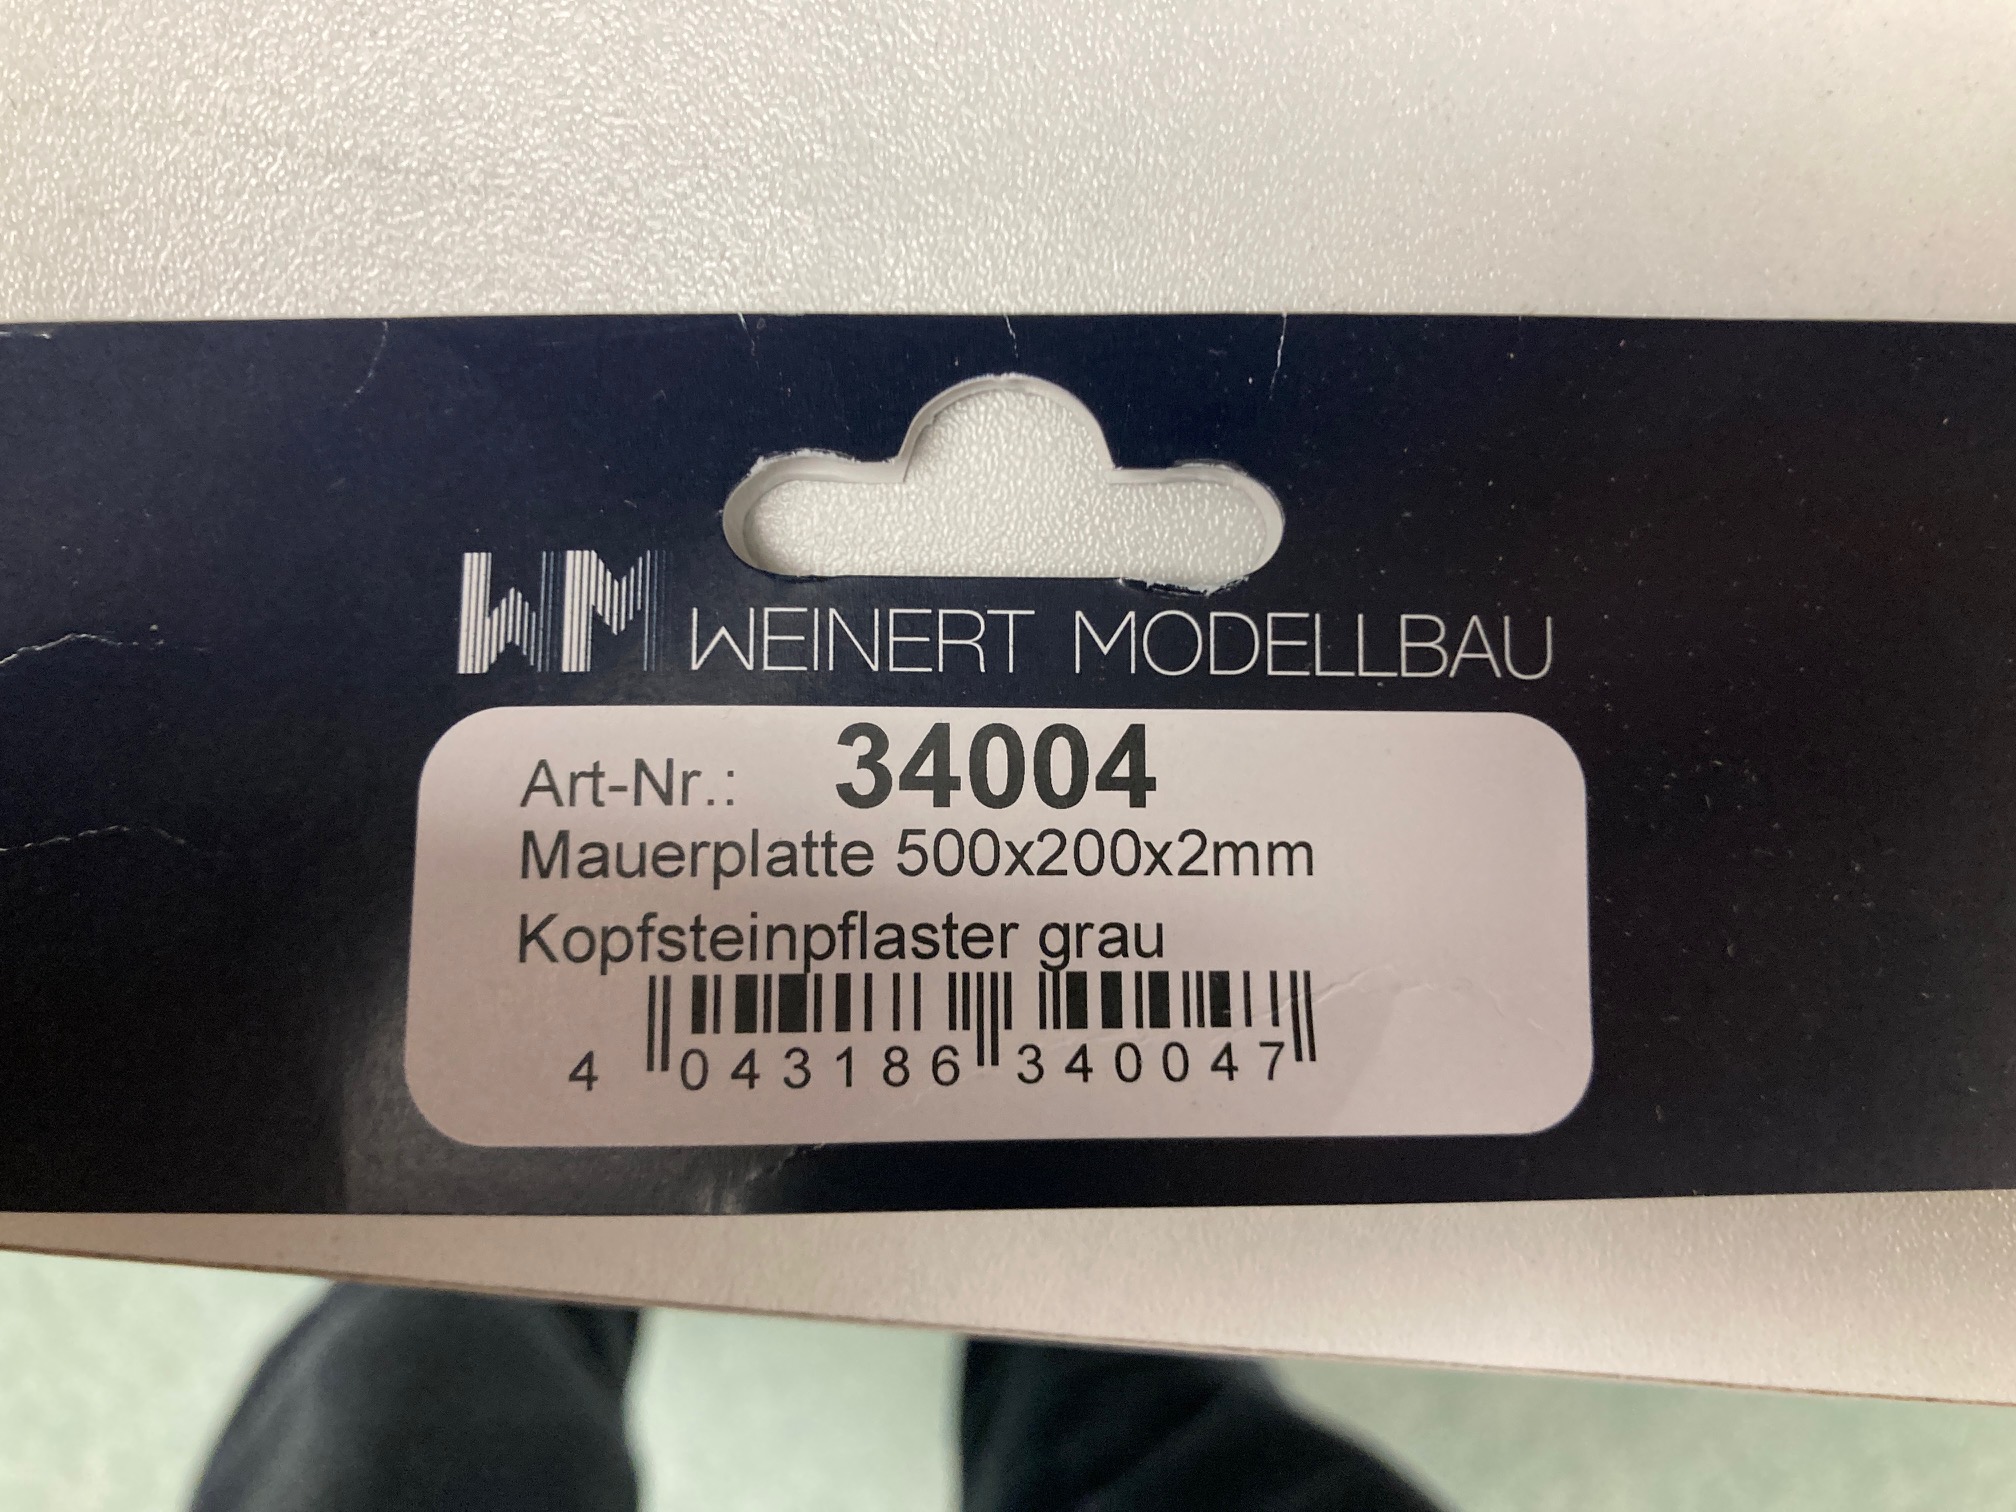 WM WEINERT MODELLBAU
Art-Nr.: 34004
Mauerplatte 500x200x2mm
Kopfsteinpflaster grau
4 043186 340047